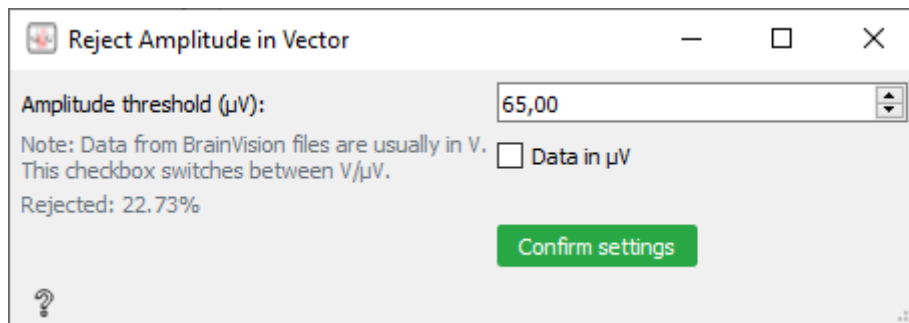 Reject Amplitude in Vector
Amplitude threshold (µV):
65,00
Note: Data from BrainVision files are usually in V.
This checkbox switches between V/µV.
Data in µV
Rejected: 22.73%
Confirm settings
?